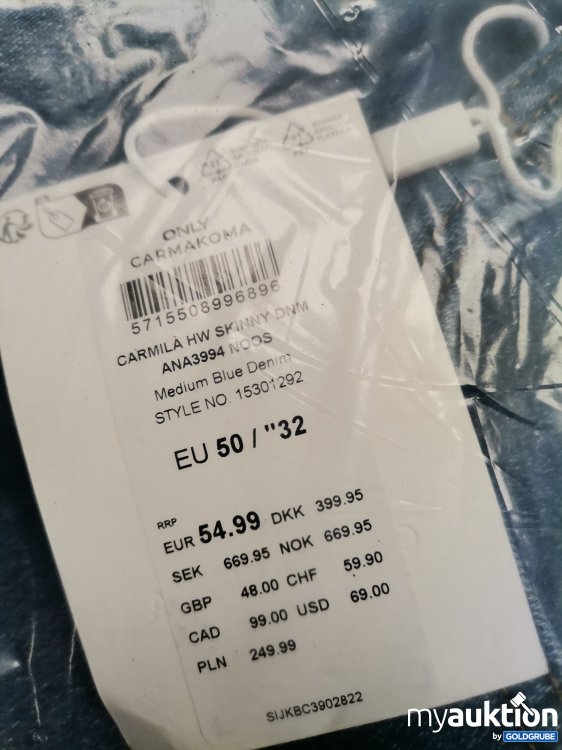 ONLY
CARMAKOMA
5715508996896
CARMILA HW SKINNY DNM
ANA3994 NOOS
Medium Blue Denim
STYLE NO. 15301292
EU 50 / "32
RRP
EUR 54.99 DKK 399.95
SEK 669.95 NOK 669.95
GBP 48.00 CHF 59.90
CAD 99.00 USD 69.00
PLN 249.99
SIJKBC3902822
myauktion
by GOLDGRUBE